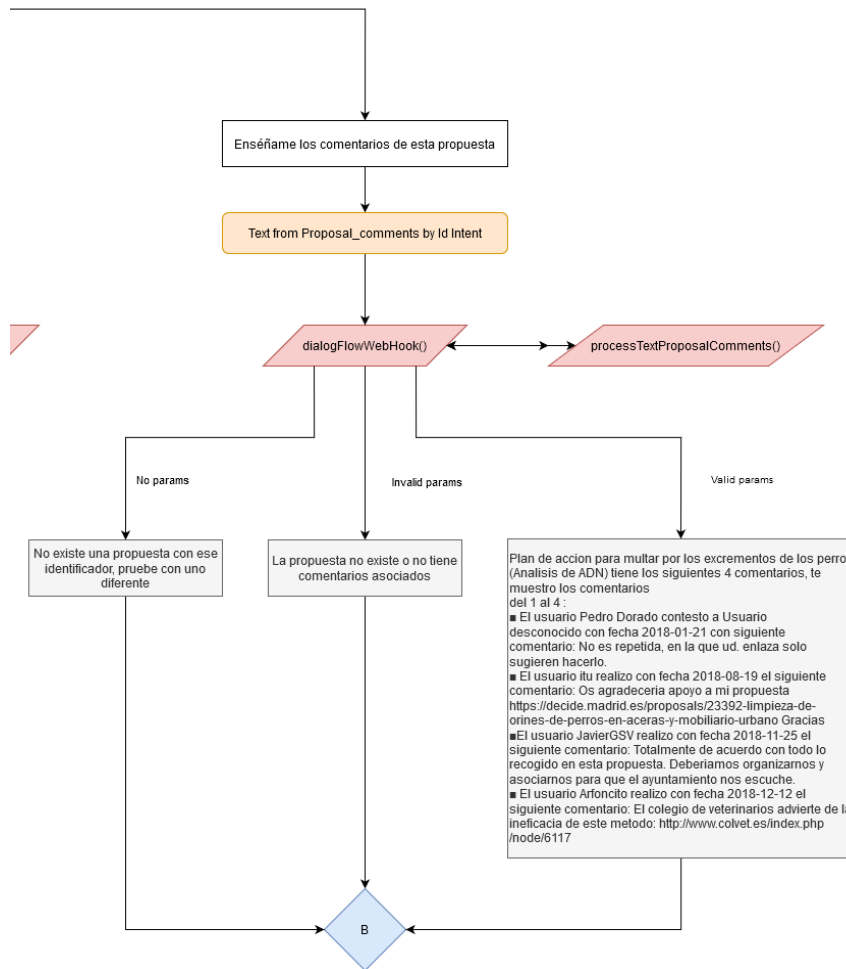 Enséñame los comentarios de esta propuesta
Text from Proposal_comments by Id Intent
dialogFlowWebHook()
processTextProposalComments()
No params
Invalid params
Valid params
No existe una propuesta con ese
identificador, pruebe con uno
diferente
La propuesta no existe o no tiene
comentarios asociados
Plan de accion para multar por los excrementos de los perro
(Analisis de ADN) tiene los siguientes 4 comentarios, te
muestro los comentarios
del 1 al 4 :
■ El usuario Pedro Dorado contesto a Usuario
desconocido con fecha 2018-01-21 con siguiente
comentario: No es repetida, en la que ud. enlaza solo
sugieren hacerlo.
■ El usuario itu realizo con fecha 2018-08-19 el siguiente
comentario: Os agradeceria apoyo a mi propuesta
https://decide.madrid.es/proposals/23392-limpieza-de-
orines-de-perros-en-aceras-y-mobiliario-urbano Gracias
■El usuario JavierGSV realizo con fecha 2018-11-25 el
siguiente comentario: Totalmente de acuerdo con todo lo
recogido en esta propuesta. Deberiamos organizarnos y
asociarnos para que el ayuntamiento nos escuche.
■ El usuario Arfoncito realizo con fecha 2018-12-12 el
siguiente comentario: El colegio de veterinarios advierte de la
ineficacia de este metodo: http://www.colvet.es/index.php
/node/6117
B